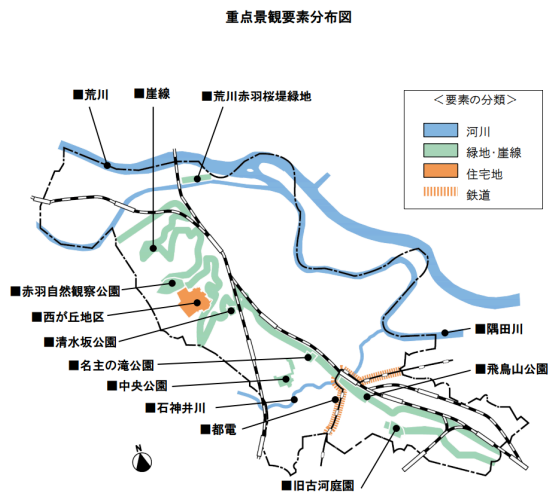 重点景観要素分布図
■荒川
■崖線
■荒川赤羽桜堤緑地
＜要素の分類＞
河川
緑地・崖線
住宅地
鉄道
■赤羽自然観察公園
■西が丘地区
■清水坂公園
■名主の滝公園
■中央公園
■石神井川
■都電
■旧古河庭園
■隅田川
■飛鳥山公園
N